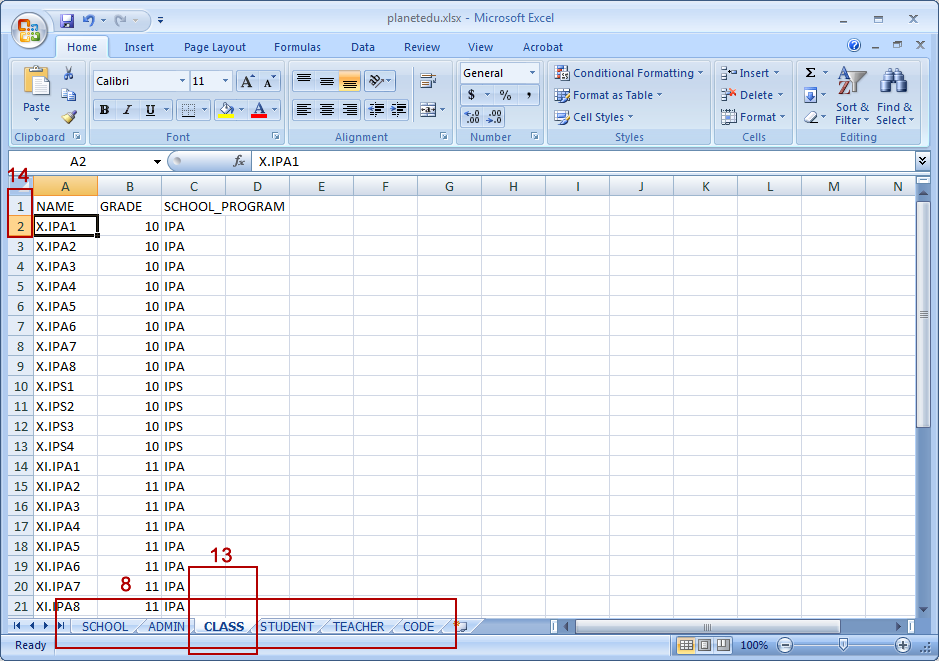 planetedu.xlsx - Microsoft Excel
Home Insert Page Layout Formulas Data Review View Acrobat
Paste
Clipboard
Calibri 11
B I U
A
Font
Alignment
General
$ % ,
Number
Conditional Formatting
Format as Table
Cell Styles
Styles
Insert
Delete
Format
Cells
Σ
Sort & Filter
Find & Select
Editing
A2 fx X.IPA1
14
A B C D E F G H I J K L M N
1 NAME GRADE SCHOOL_PROGRAM
2 X.IPA1 10 IPA
3 X.IPA2 10 IPA
4 X.IPA3 10 IPA
5 X.IPA4 10 IPA
6 X.IPA5 10 IPA
7 X.IPA6 10 IPA
8 X.IPA7 10 IPA
9 X.IPA8 10 IPA
10 X.IPS1 10 IPS
11 X.IPS2 10 IPS
12 X.IPS3 10 IPS
13 X.IPS4 10 IPS
14 XI.IPA1 11 IPA
15 XI.IPA2 11 IPA
16 XI.IPA3 11 IPA
17 XI.IPA4 11 IPA
18 XI.IPA5 11 IPA
13
19 XI.IPA6 11 IPA
8
20 XI.IPA7 11 IPA
21 XI.IPA8 11 IPA
SCHOOL ADMIN CLASS STUDENT TEACHER CODE
Ready 100%